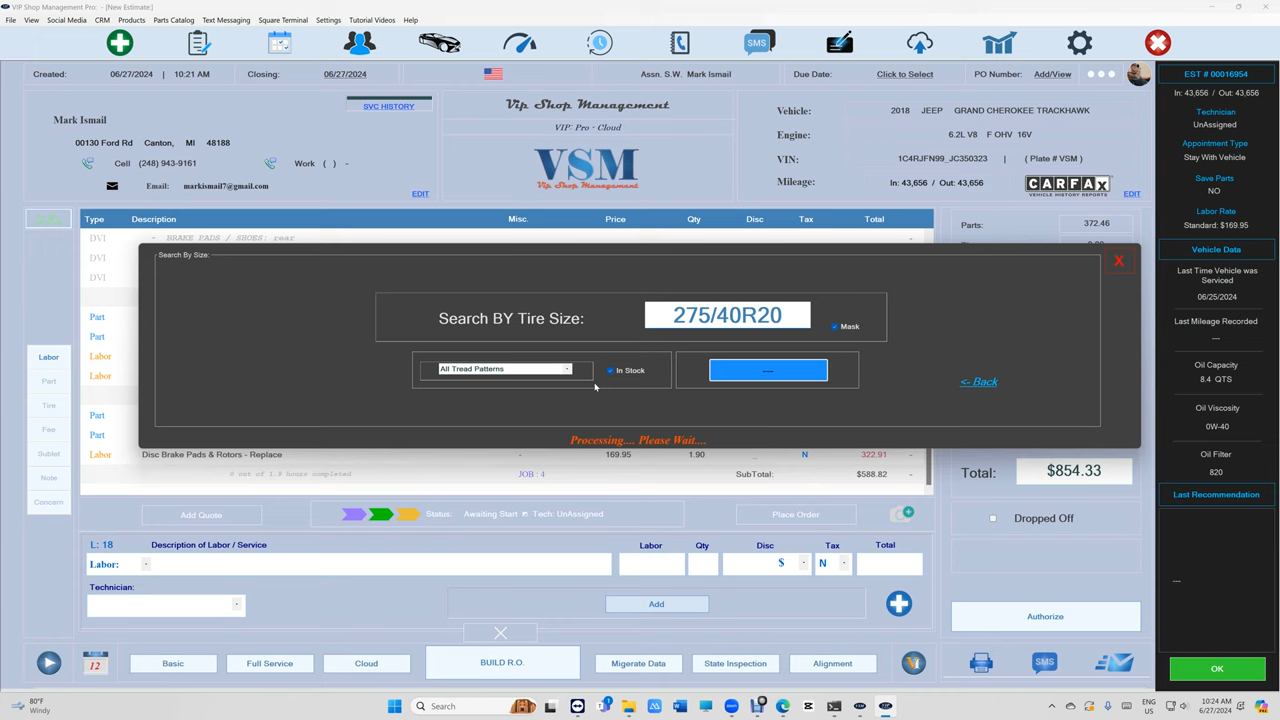 VIP Shop Management Pro: - [New Estimate:]
File View Social Media CRM Products Parts Catalog Text Messaging Square Terminal Settings Tutorial Videos Help
SMS
Created: 06/27/2024 | 10:21 AM Closing: 06/27/2024 Assn. S.W. Mark Ismail Due Date: Click to Select PO Number: Add/View
EST # 00016954
In: 43,656 / Out: 43,656
Technician
UnAssigned
Appointment Type
Stay With Vehicle
Save Parts
NO
Labor Rate
Standard: $169.95
Vehicle Data
Last Time Vehicle was
Serviced
06/25/2024
Last Mileage Recorded
---
Oil Capacity
8.4 QTS
Oil Viscosity
0W-40
Oil Filter
820
Last Recommendation
---
OK
SVC HISTORY
Mark Ismail
00130 Ford Rd Canton, MI 48188
Cell (248) 943-9161 Work ( ) -
Email: markismail7@gmail.com
EDIT
Vip Shop Management
VIP: Pro - Cloud
VSM
Vip Shop Management
Vehicle: 2018 JEEP GRAND CHEROKEE TRACKHAWK
Engine: 6.2L V8 F OHV 16V
VIN: 1C4RJFN99_JC350323 | ( Plate # VSM )
Mileage: In: 43,656 / Out: 43,656
CARFAX
VEHICLE HISTORY REPORTS
EDIT
Type Description Misc. Price Qty Disc Tax Total
DVI - BRAKE PADS / SHOES: rear -
DVI
DVI
Part
Part
Labor
Labor
Part
Part
Labor Disc Brake Pads & Rotors - Replace - 169.95 1.90 N 322.91
# out of 1.9 hours completed JOB : 4 SubTotal: $588.82 -
Parts: 372.46
Search By Size:
X
Search BY Tire Size: 275/40R20
Mask
All Tread Patterns
In Stock
---
<- Back
Processing.... Please Wait....
Labor
Part
Tire
Fee
Sublet
Note
Concern
Total: $854.33
Add Quote
Status: Awaiting Start Tech: UnAssigned
Place Order
Dropped Off
L: 18 Description of Labor / Service Labor Qty Disc Tax Total
Labor: $ N
Technician:
Add
Authorize
12
Basic
Full Service
Cloud
BUILD R.O.
Migerate Data
State Inspection
Alignment
SMS
80°F
Windy
Search
ENG
US
10:24 AM
6/27/2024